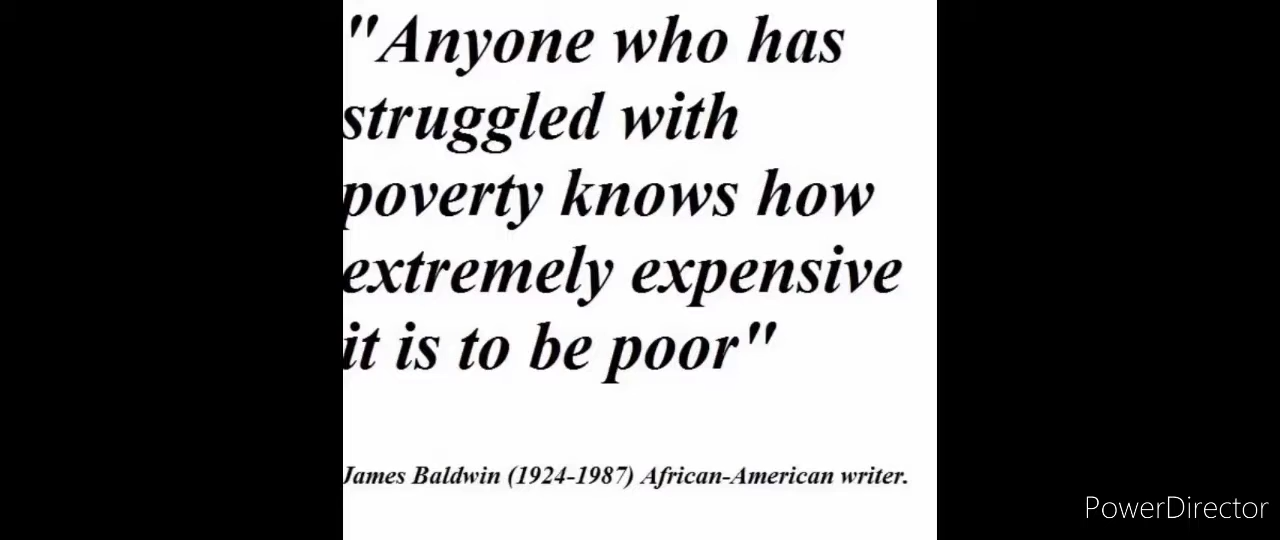 "Anyone who has
struggled with
poverty knows how
extremely expensive
it is to be poor"
James Baldwin (1924-1987) African-American writer.
PowerDirector